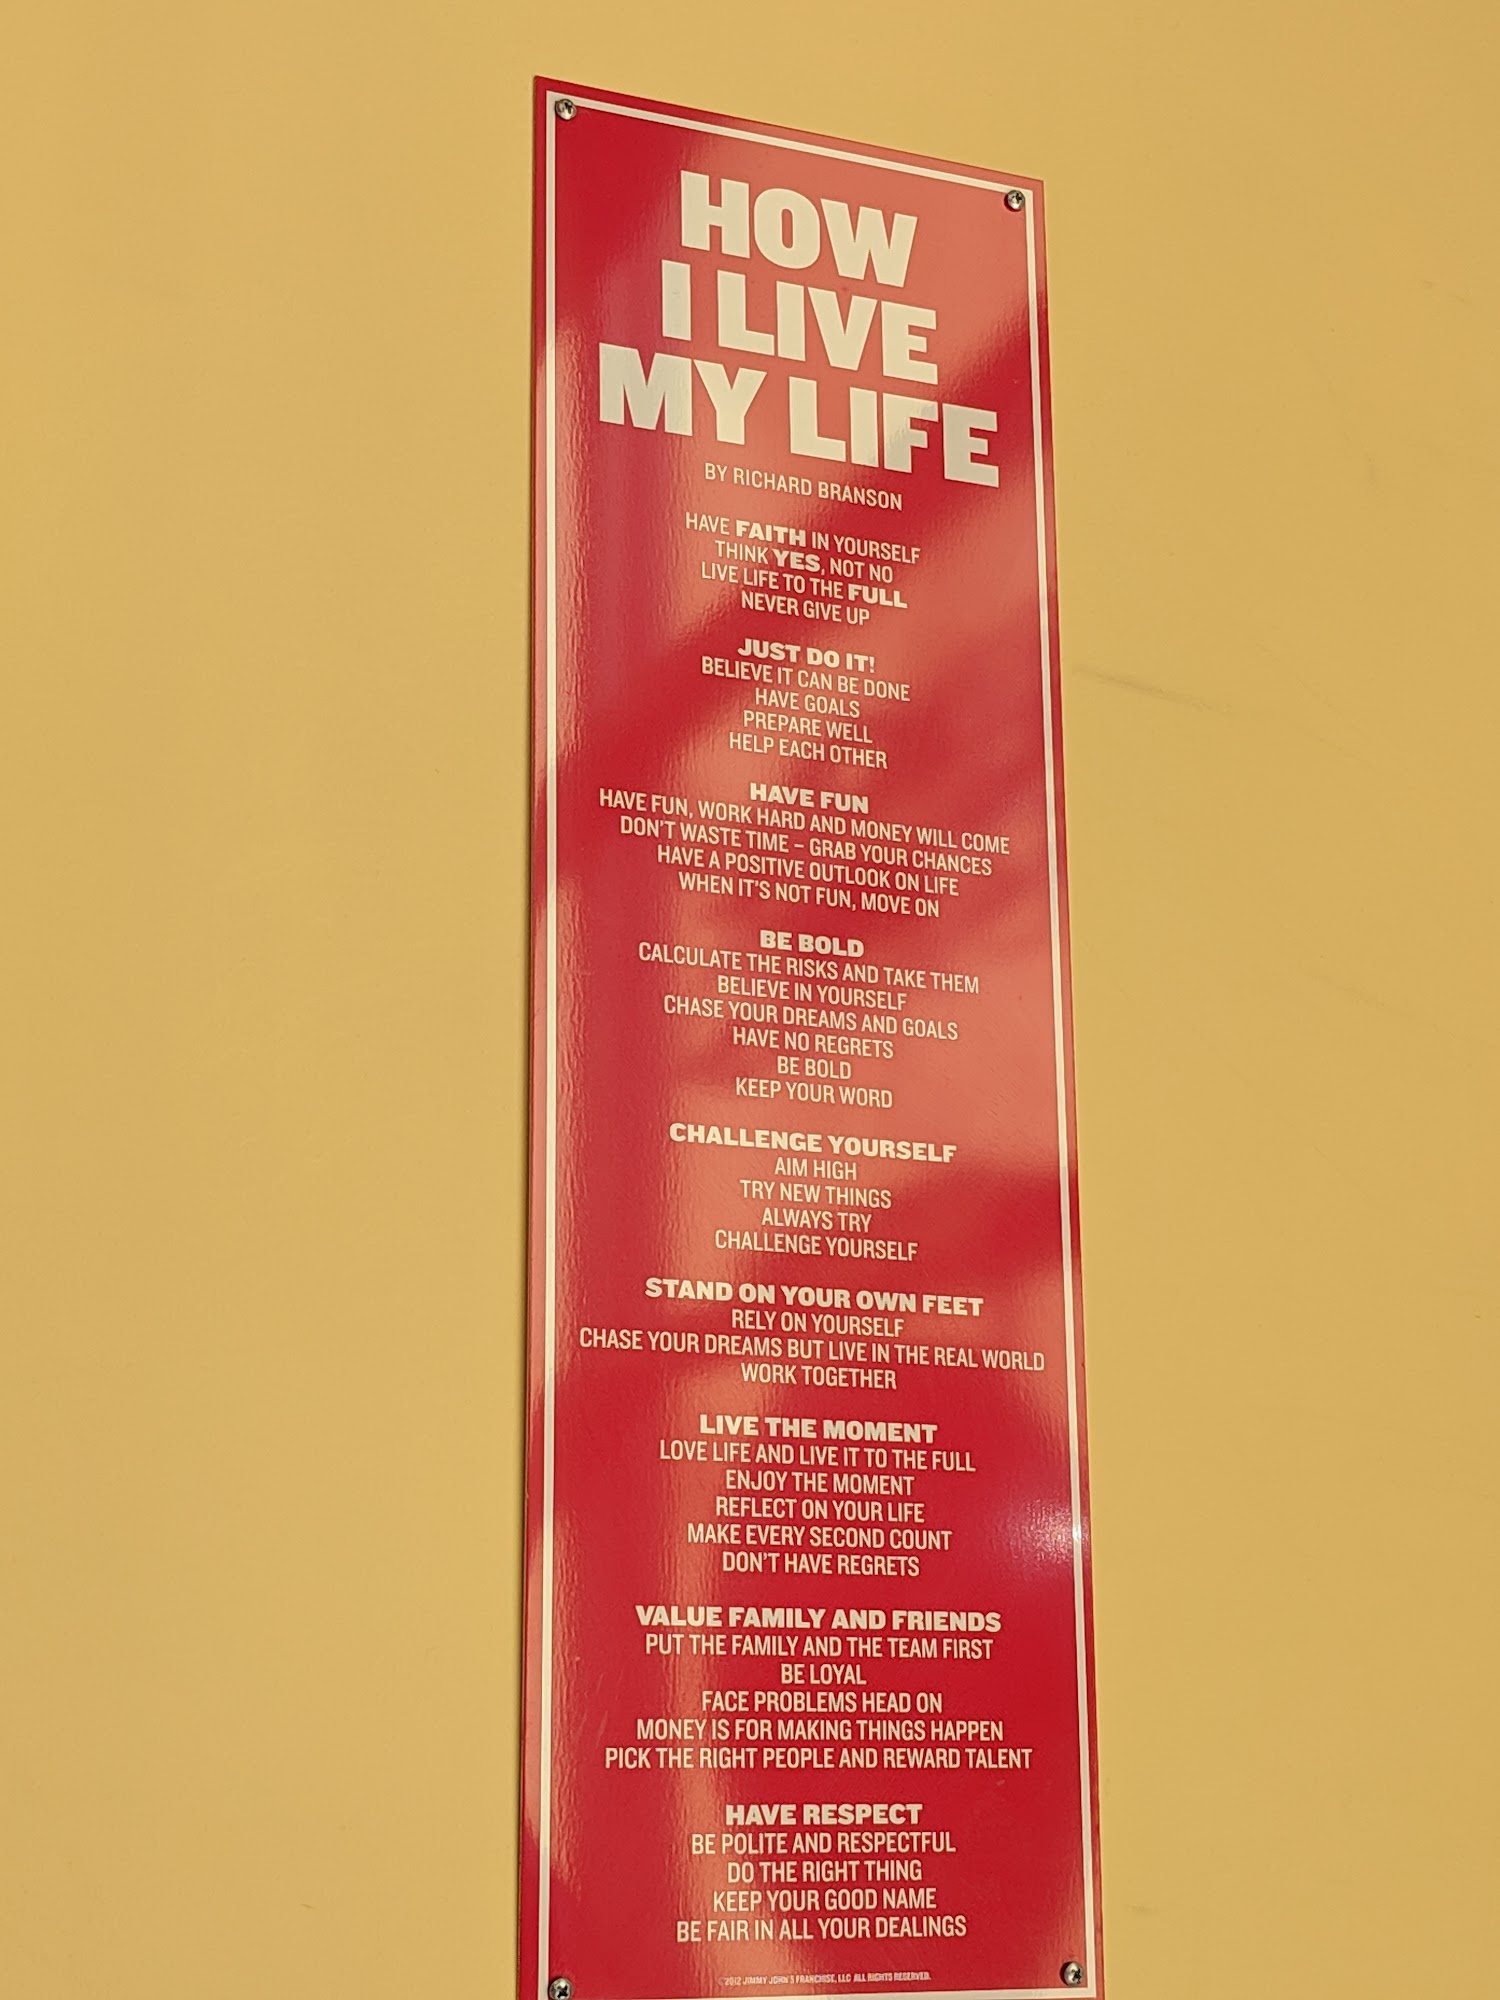 HOW
I LIVE
MY LIFE
BY RICHARD BRANSON
HAVE FAITH IN YOURSELF
THINK YES, NOT NO
LIVE LIFE TO THE FULL
NEVER GIVE UP
JUST DO IT!
BELIEVE IT CAN BE DONE
HAVE GOALS
PREPARE WELL
HELP EACH OTHER
HAVE FUN
HAVE FUN, WORK HARD AND MONEY WILL COME
DON'T WASTE TIME – GRAB YOUR CHANCES
HAVE A POSITIVE OUTLOOK ON LIFE
WHEN IT'S NOT FUN, MOVE ON
BE BOLD
CALCULATE THE RISKS AND TAKE THEM
BELIEVE IN YOURSELF
CHASE YOUR DREAMS AND GOALS
HAVE NO REGRETS
BE BOLD
KEEP YOUR WORD
CHALLENGE YOURSELF
AIM HIGH
TRY NEW THINGS
ALWAYS TRY
CHALLENGE YOURSELF
STAND ON YOUR OWN FEET
RELY ON YOURSELF
CHASE YOUR DREAMS BUT LIVE IN THE REAL WORLD
WORK TOGETHER
LIVE THE MOMENT
LOVE LIFE AND LIVE IT TO THE FULL
ENJOY THE MOMENT
REFLECT ON YOUR LIFE
MAKE EVERY SECOND COUNT
DON'T HAVE REGRETS
VALUE FAMILY AND FRIENDS
PUT THE FAMILY AND THE TEAM FIRST
BE LOYAL
FACE PROBLEMS HEAD ON
MONEY IS FOR MAKING THINGS HAPPEN
PICK THE RIGHT PEOPLE AND REWARD TALENT
HAVE RESPECT
BE POLITE AND RESPECTFUL
DO THE RIGHT THING
KEEP YOUR GOOD NAME
BE FAIR IN ALL YOUR DEALINGS
©2012 JIMMY JOHN'S FRANCHISE, LLC ALL RIGHTS RESERVED.